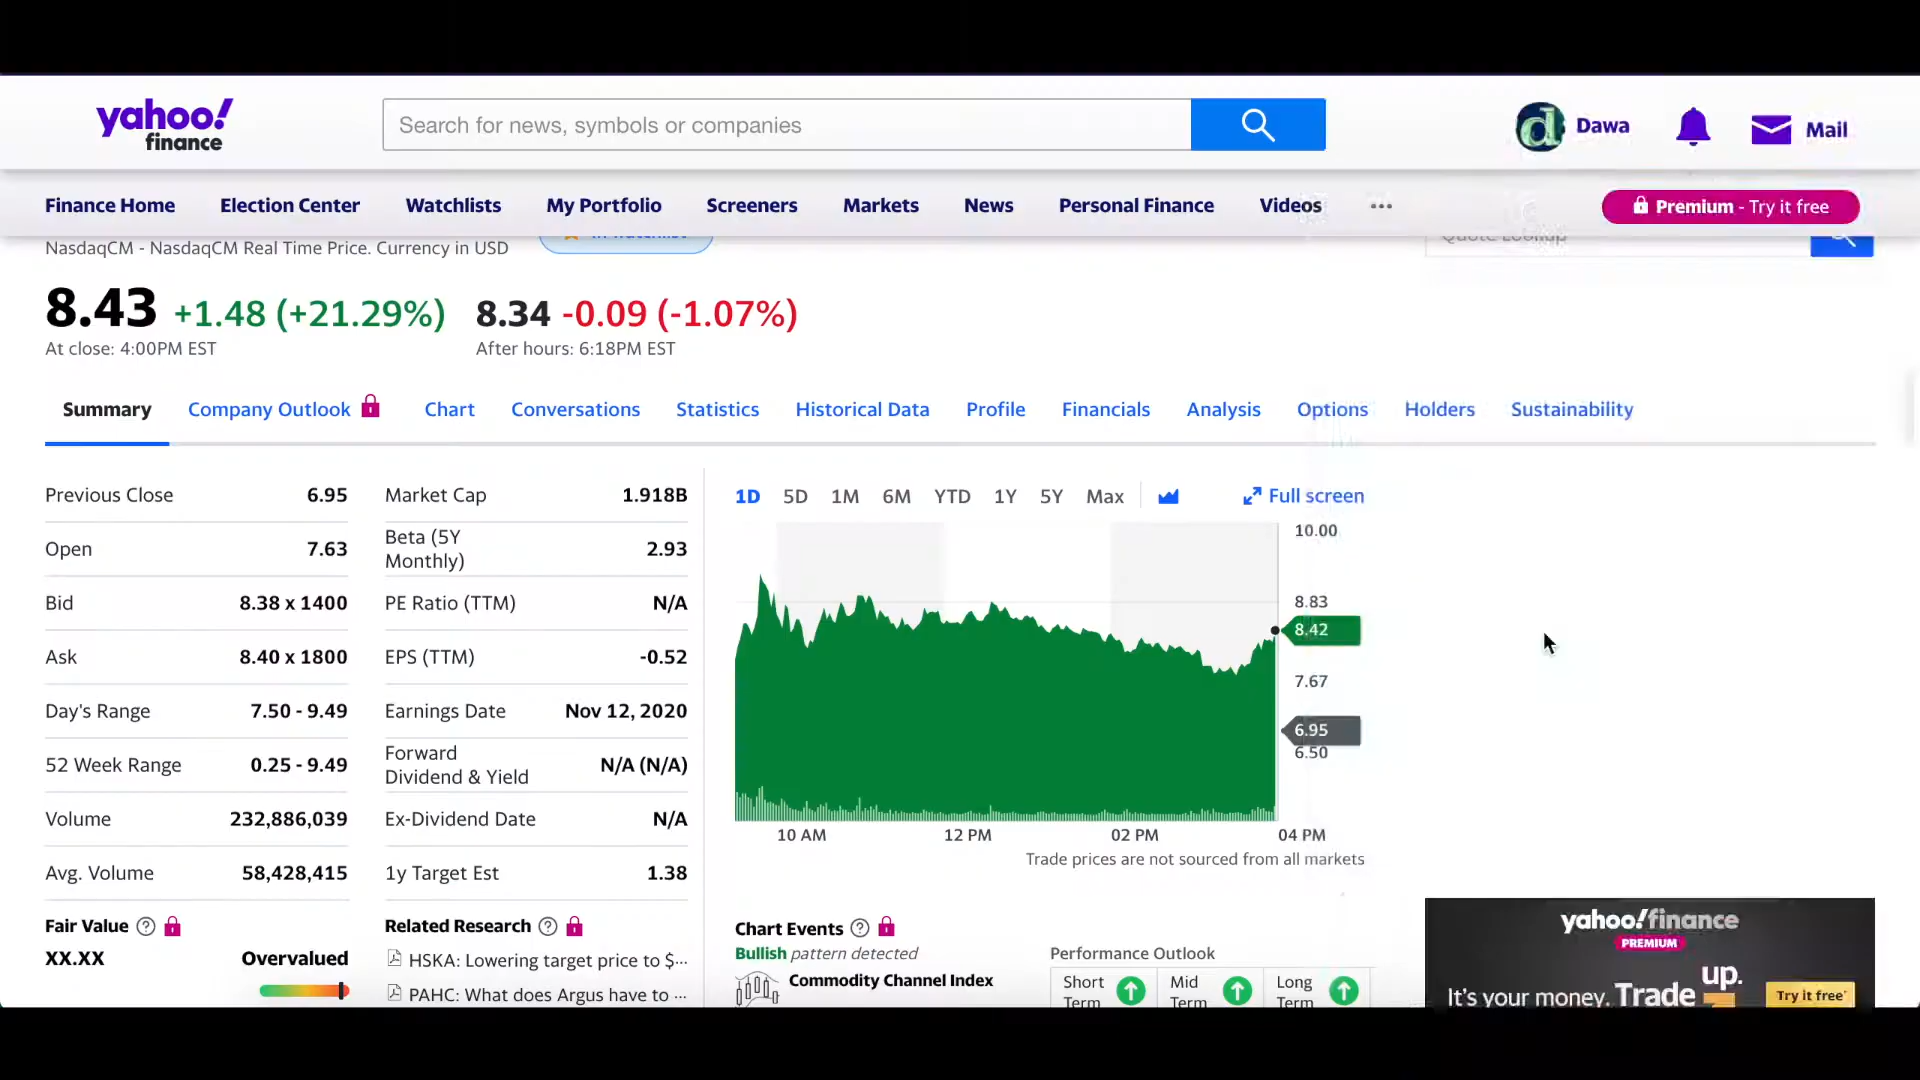 yahoo!
finance
Search for news, symbols or companies
Dawa
Mail
Finance Home Election Center Watchlists My Portfolio Screeners Markets News Personal Finance Videos ... Premium - Try it free
NasdaqCM - NasdaqCM Real Time Price. Currency in USD
Quote Lookup
8.43 +1.48 (+21.29%) 8.34 -0.09 (-1.07%)
At close: 4:00PM EST After hours: 6:18PM EST
Summary Company Outlook Chart Conversations Statistics Historical Data Profile Financials Analysis Options Holders Sustainability
Previous Close 6.95
Open 7.63
Bid 8.38 x 1400
Ask 8.40 x 1800
Day's Range 7.50 - 9.49
52 Week Range 0.25 - 9.49
Volume 232,886,039
Avg. Volume 58,428,415
Market Cap 1.918B
Beta (5Y
Monthly) 2.93
PE Ratio (TTM) N/A
EPS (TTM) -0.52
Earnings Date Nov 12, 2020
Forward
Dividend & Yield N/A (N/A)
Ex-Dividend Date N/A
1y Target Est 1.38
1D 5D 1M 6M YTD 1Y 5Y Max Full screen
10.00
8.83
8.42
7.67
6.95
6.50
10 AM 12 PM 02 PM 04 PM
Trade prices are not sourced from all markets
Fair Value ?
XX.XX Overvalued
Related Research ?
HSKA: Lowering target price to $...
PAHC: What does Argus have to ...
Chart Events ?
Bullish pattern detected
Commodity Channel Index
Performance Outlook
Short
Term
Mid
Term
Long
Term
yahoo!finance
PREMIUM
It's your money. Trade up.
Try it free*